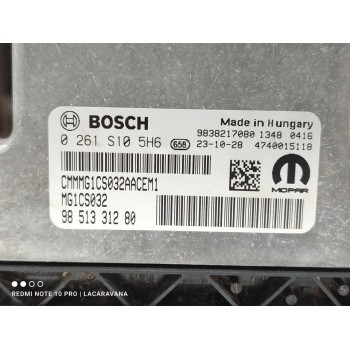 BOSCH
Made in Hungary
9838217080 1348 0416
0 261 S10 5H6 658 23-10-28 4740015118
CMMMG1CS032AACEM1
MG1CS032
98 513 312 80
MOPAR
REDMI NOTE 10 PRO | LACARAVANA